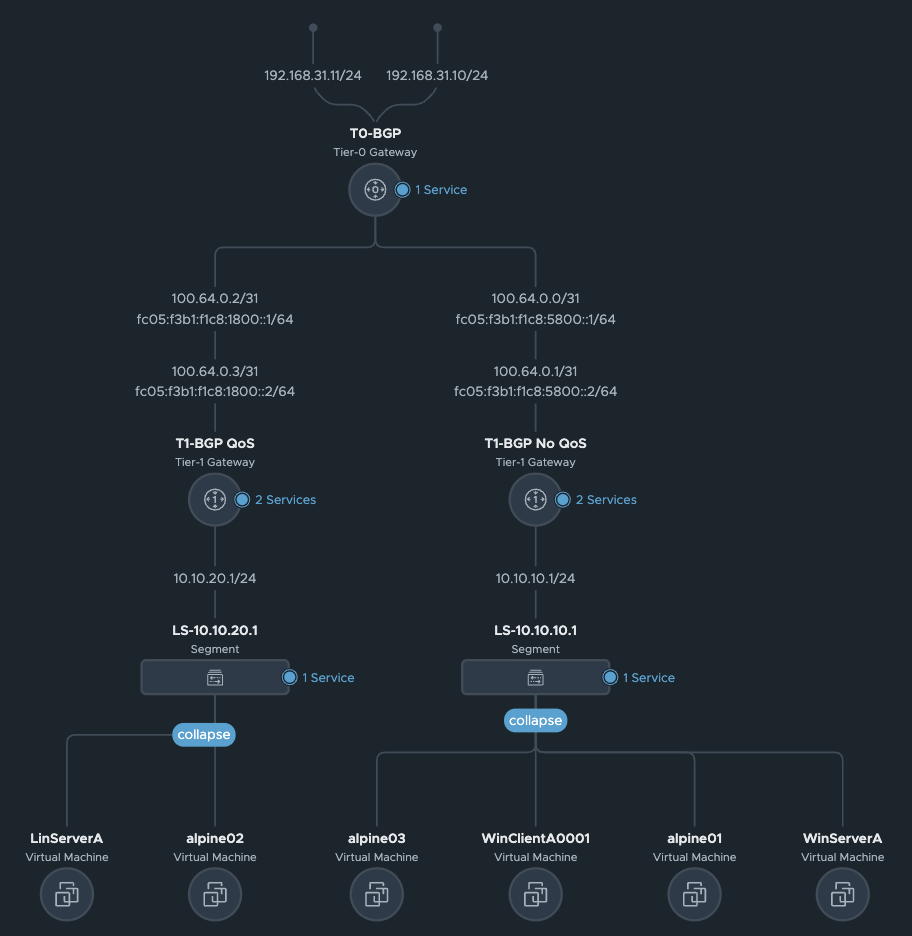 192.168.31.11/24 192.168.31.10/24
T0-BGP
Tier-0 Gateway
0
1 Service
100.64.0.2/31 100.64.0.0/31
fc05:f3b1:f1c8:1800::1/64 fc05:f3b1:f1c8:5800::1/64
100.64.0.3/31 100.64.0.1/31
fc05:f3b1:f1c8:1800::2/64 fc05:f3b1:f1c8:5800::2/64
T1-BGP QoS T1-BGP No QoS
Tier-1 Gateway Tier-1 Gateway
1 2 Services 1 2 Services
10.10.20.1/24 10.10.10.1/24
LS-10.10.20.1 LS-10.10.10.1
Segment Segment
1 Service 1 Service
collapse collapse
LinServerA alpine02 alpine03 WinClientA0001 alpine01 WinServerA
Virtual Machine Virtual Machine Virtual Machine Virtual Machine Virtual Machine Virtual Machine